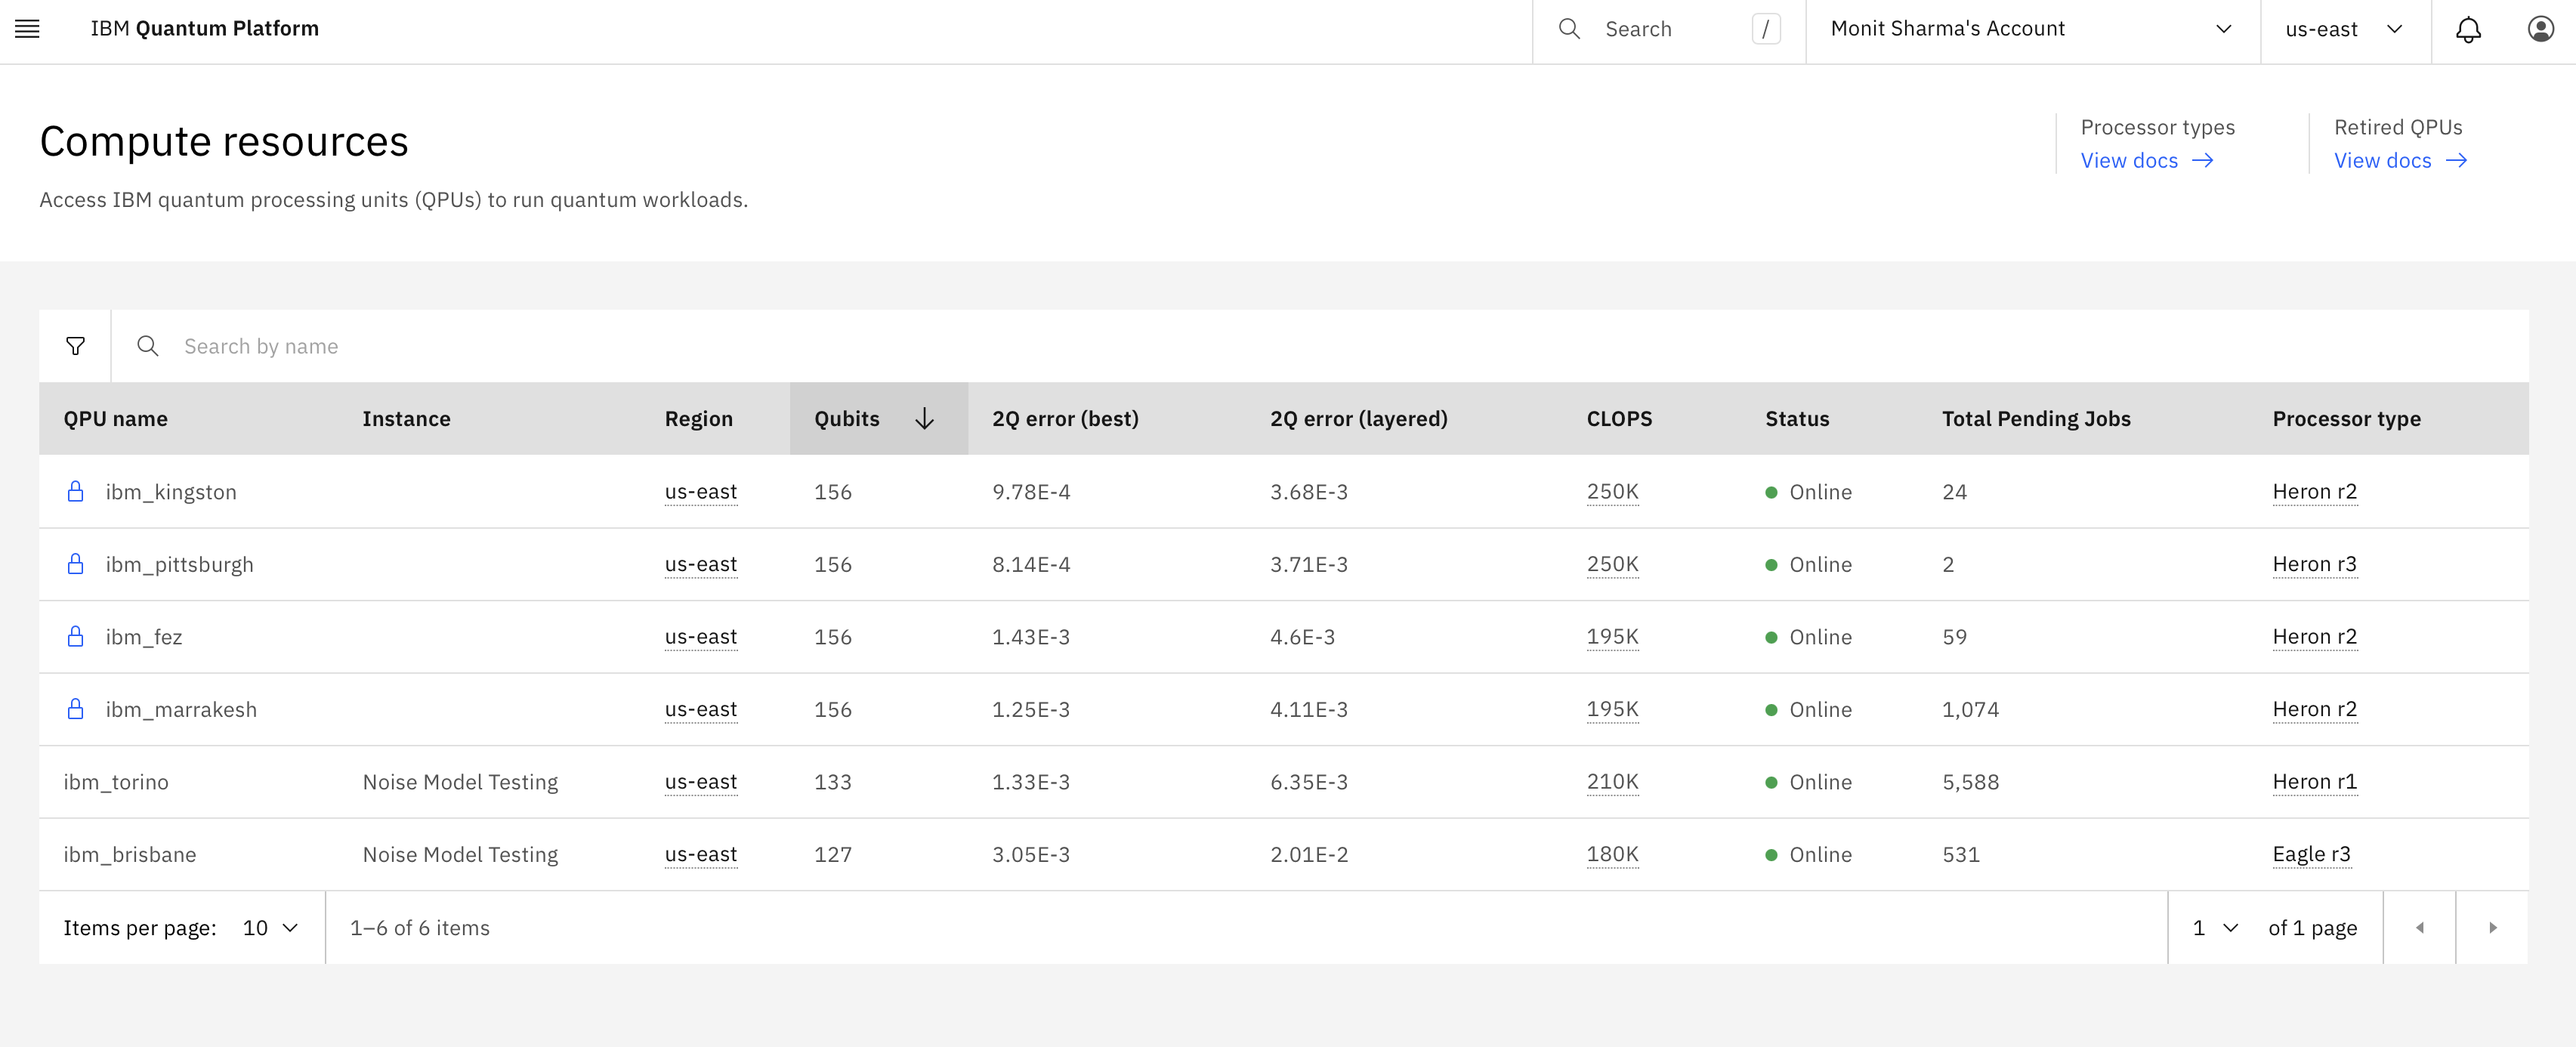 IBM Quantum Platform
Search /
Monit Sharma's Account
us-east
Compute resources
Access IBM quantum processing units (QPUs) to run quantum workloads.
Processor types
View docs
Retired QPUs
View docs
Search by name
QPU name Instance Region Qubits 2Q error (best) 2Q error (layered) CLOPS Status Total Pending Jobs Processor type
ibm_kingston us-east 156 9.78E-4 3.68E-3 250K Online 24 Heron r2
ibm_pittsburgh us-east 156 8.14E-4 3.71E-3 250K Online 2 Heron r3
ibm_fez us-east 156 1.43E-3 4.6E-3 195K Online 59 Heron r2
ibm_marrakesh us-east 156 1.25E-3 4.11E-3 195K Online 1,074 Heron r2
ibm_torino Noise Model Testing us-east 133 1.33E-3 6.35E-3 210K Online 5,588 Heron r1
ibm_brisbane Noise Model Testing us-east 127 3.05E-3 2.01E-2 180K Online 531 Eagle r3
Items per page: 10 1–6 of 6 items 1 of 1 page